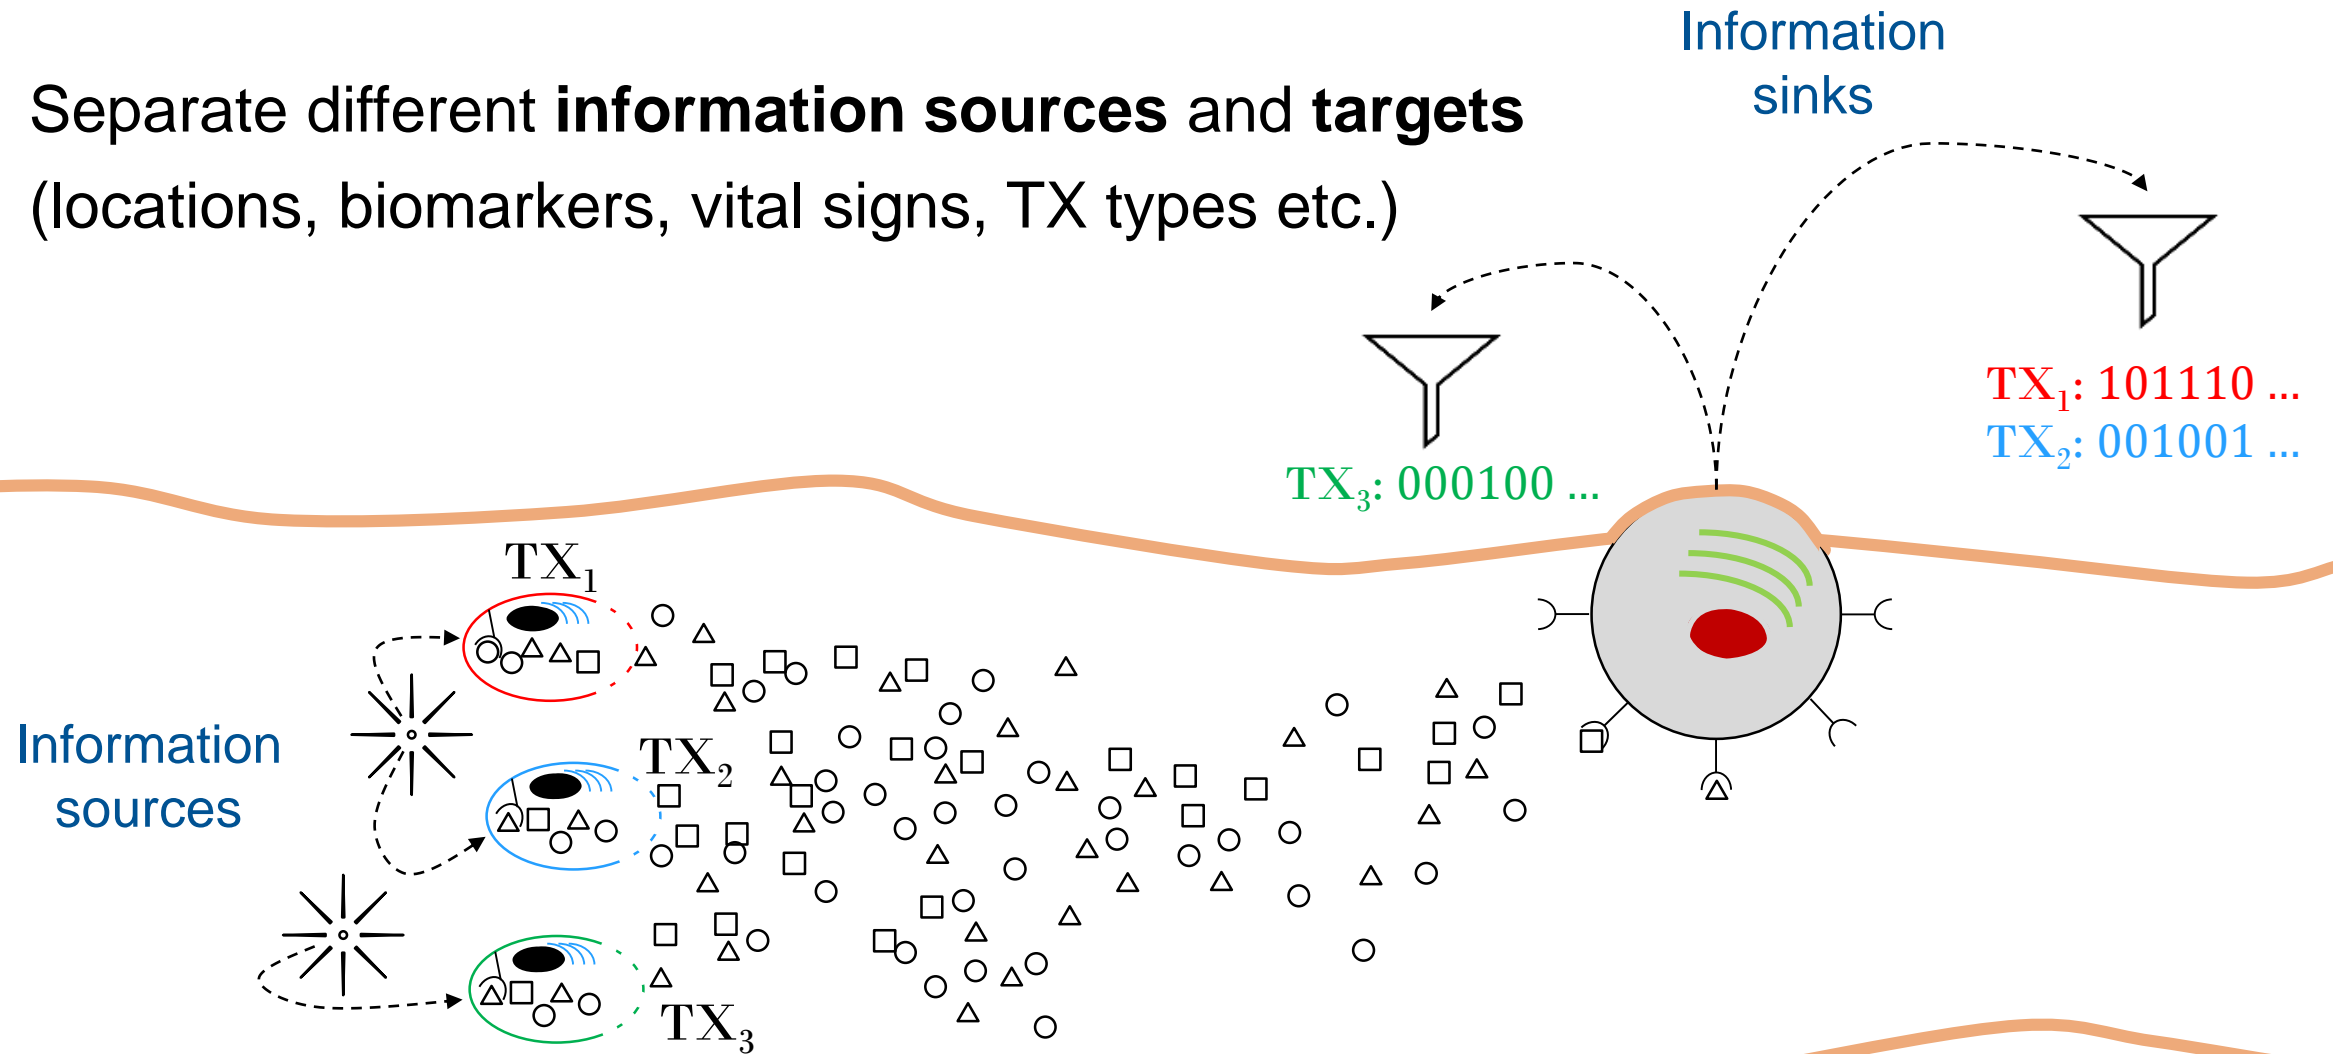 Information
sinks
Separate different information sources and targets
(locations, biomarkers, vital signs, TX types etc.)
TX₁: 101110 ...
TX₂: 001001 ...
TX₃: 000100 ...
TX₁
Information
sources
TX₂
TX₃